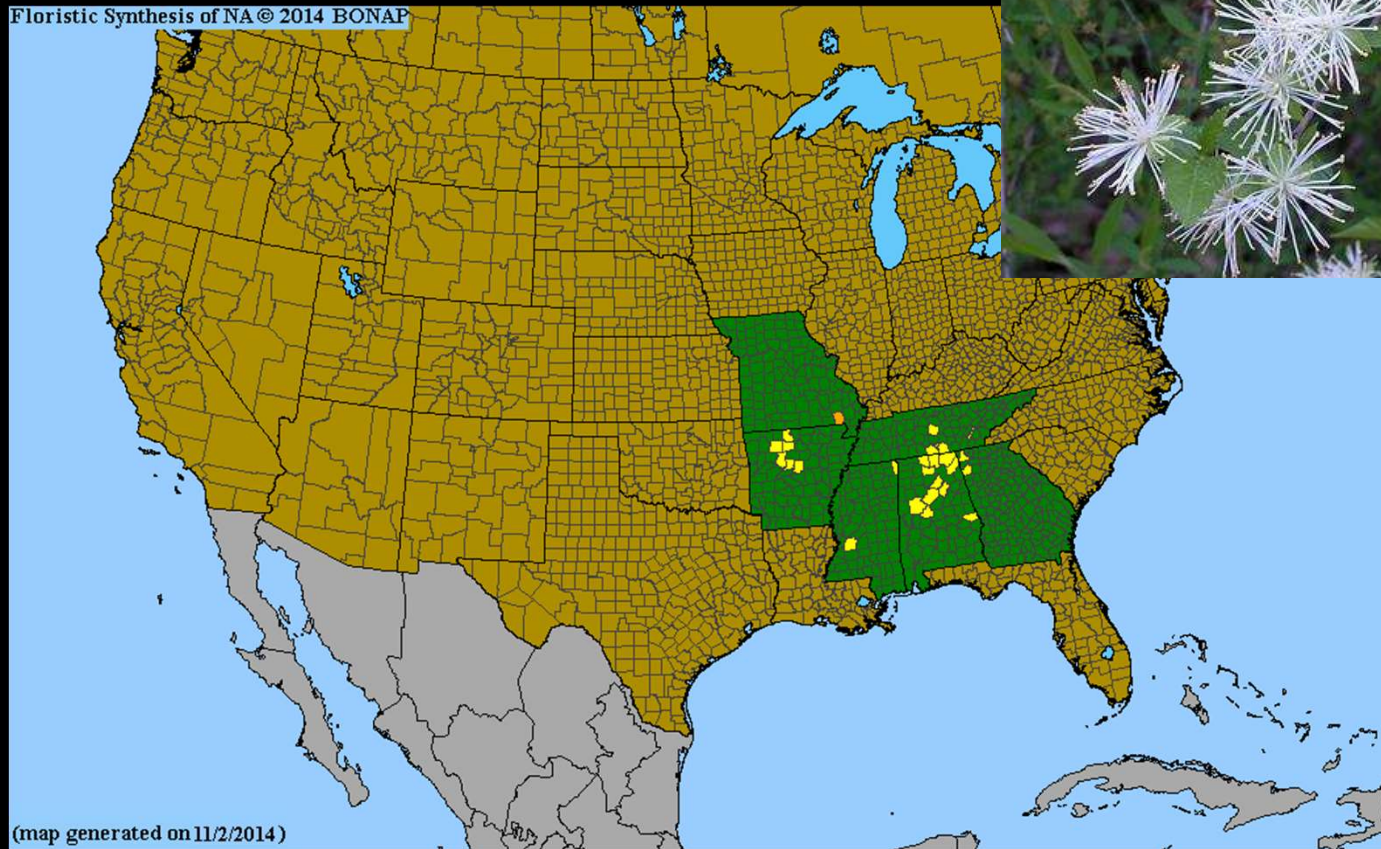 Floristic Synthesis of NA © 2014 BONAP
(map generated on 11/2/2014)